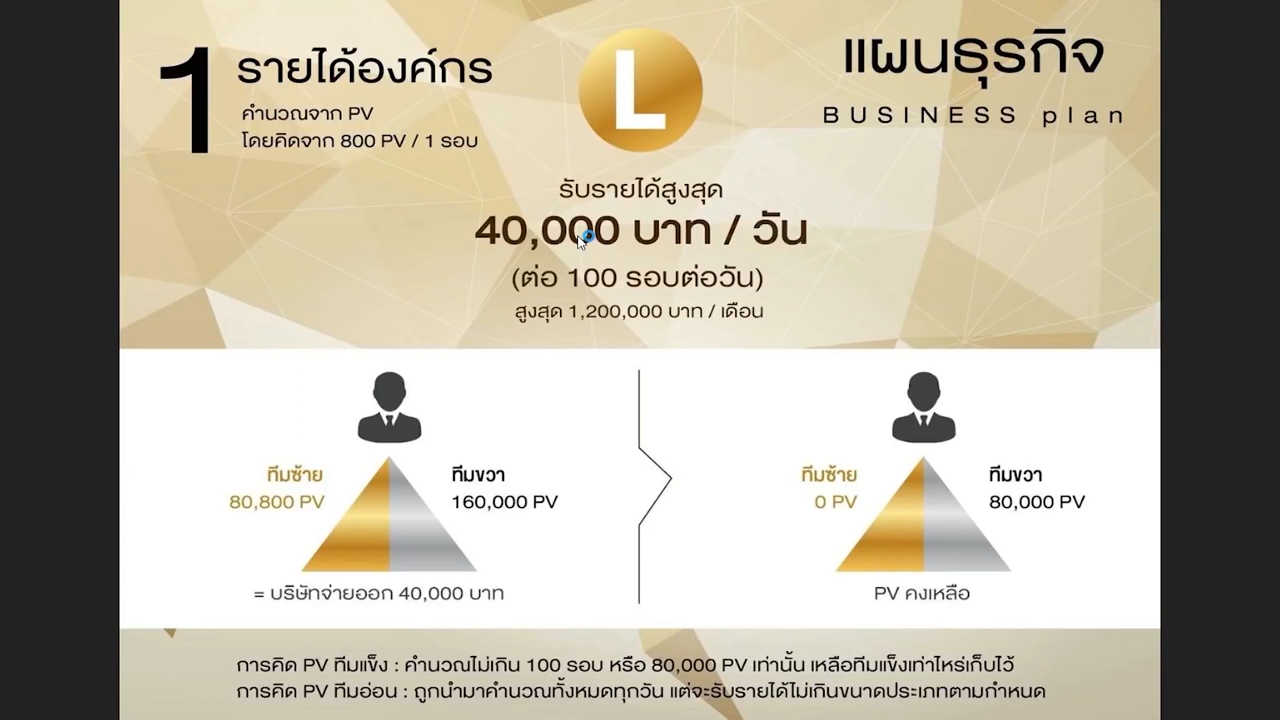 1
รายได้องค์กร
คำนวณจาก PV
โดยคิดจาก 800 PV / 1 รอบ
L
แผนธุรกิจ
BUSINESS plan
รับรายได้สูงสุด
40,000 บาท / วัน
(ต่อ 100 รอบต่อวัน)
สูงสุด 1,200,000 บาท / เดือน
ทีมซ้าย
80,800 PV
ทีมขวา
160,000 PV
= บริษัทจ่ายออก 40,000 บาท
ทีมซ้าย
0 PV
ทีมขวา
80,000 PV
PV คงเหลือ
การคิด PV ทีมแข็ง : คำนวณไม่เกิน 100 รอบ หรือ 80,000 PV เท่านั้น เหลือทีมแข็งเท่าไหร่เก็บไว้
การคิด PV ทีมอ่อน : ถูกนำมาคำนวณทั้งหมดทุกวัน แต่จะรับรายได้ไม่เกินขนาดประเภทตามกำหนด